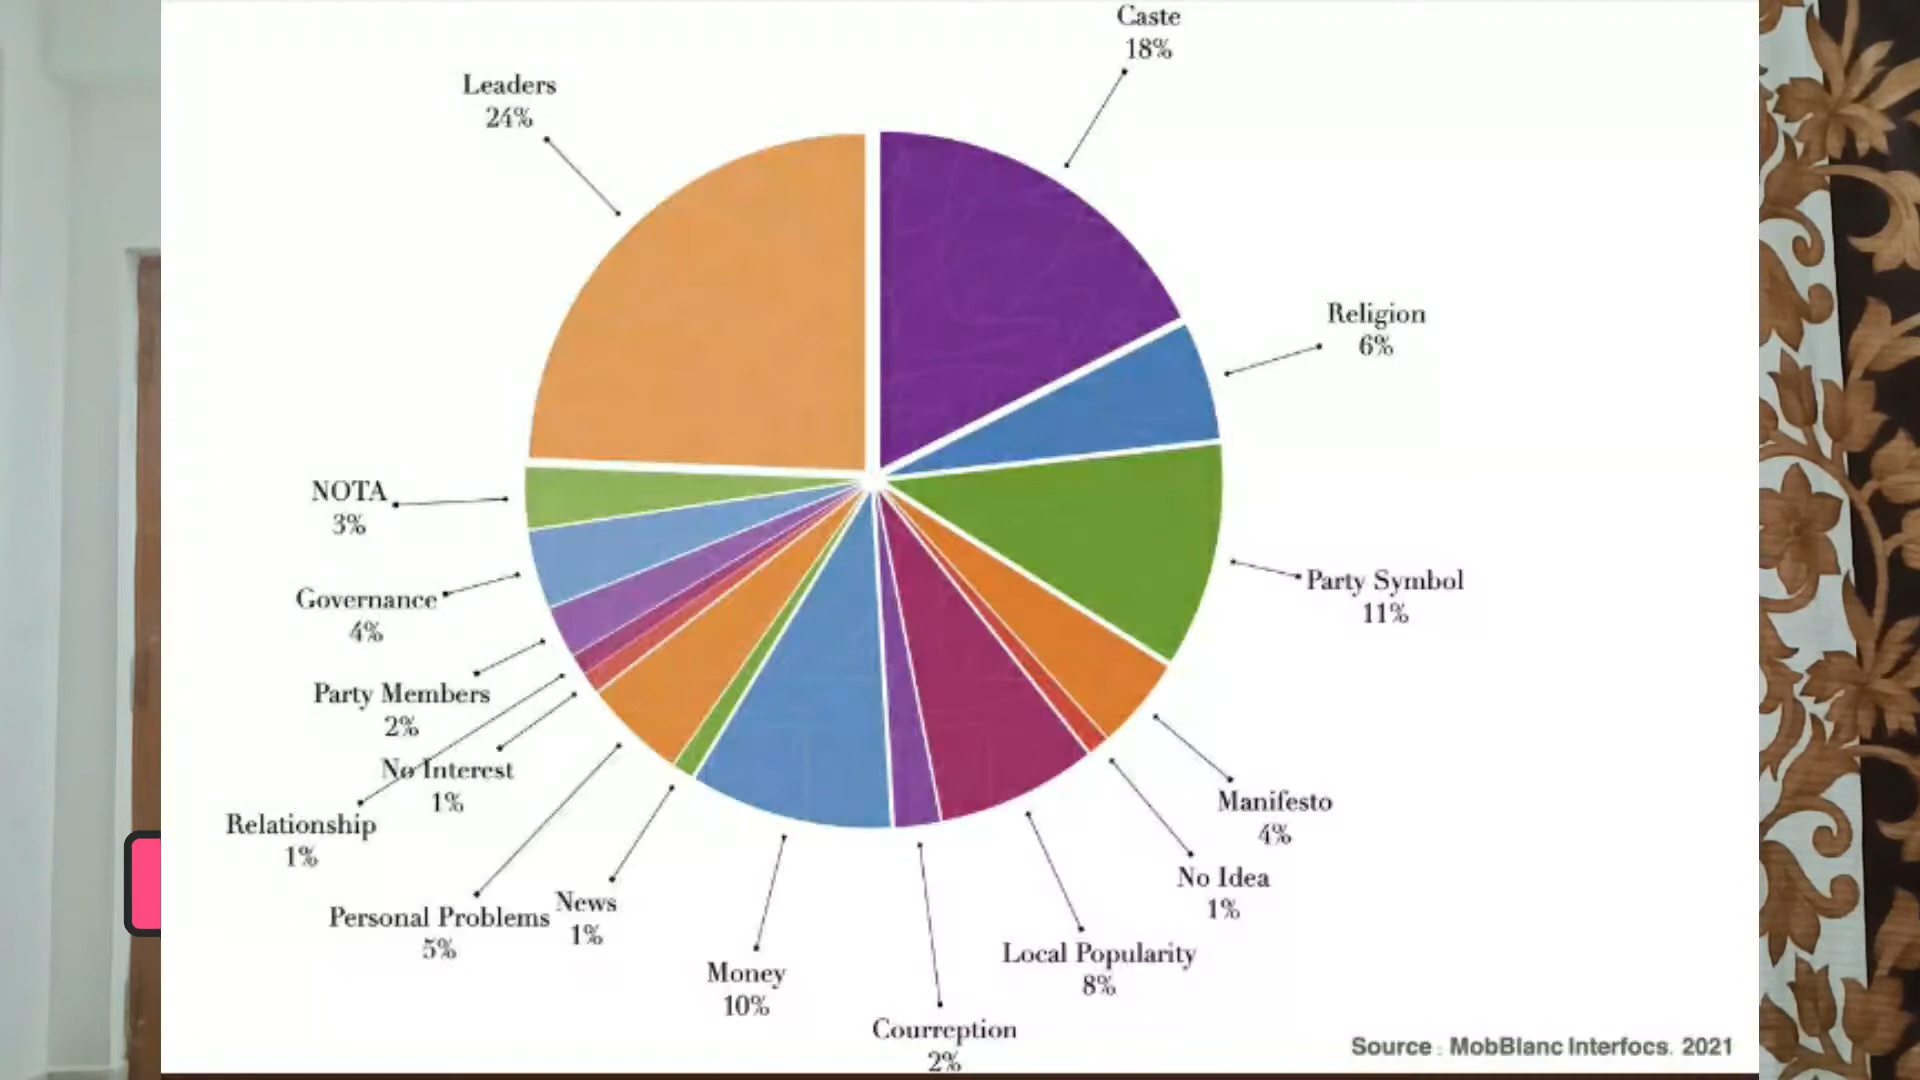 Caste
18%
Leaders
24%
Religion
6%
NOTA
3%
Party Symbol
11%
Governance
4%
Party Members
2%
No Interest
1%
Manifesto
4%
Relationship
1%
No Idea
1%
Personal Problems
5%
News
1%
Local Popularity
8%
Money
10%
Courreption
2%
Source : MobBlanc Interfocs. 2021